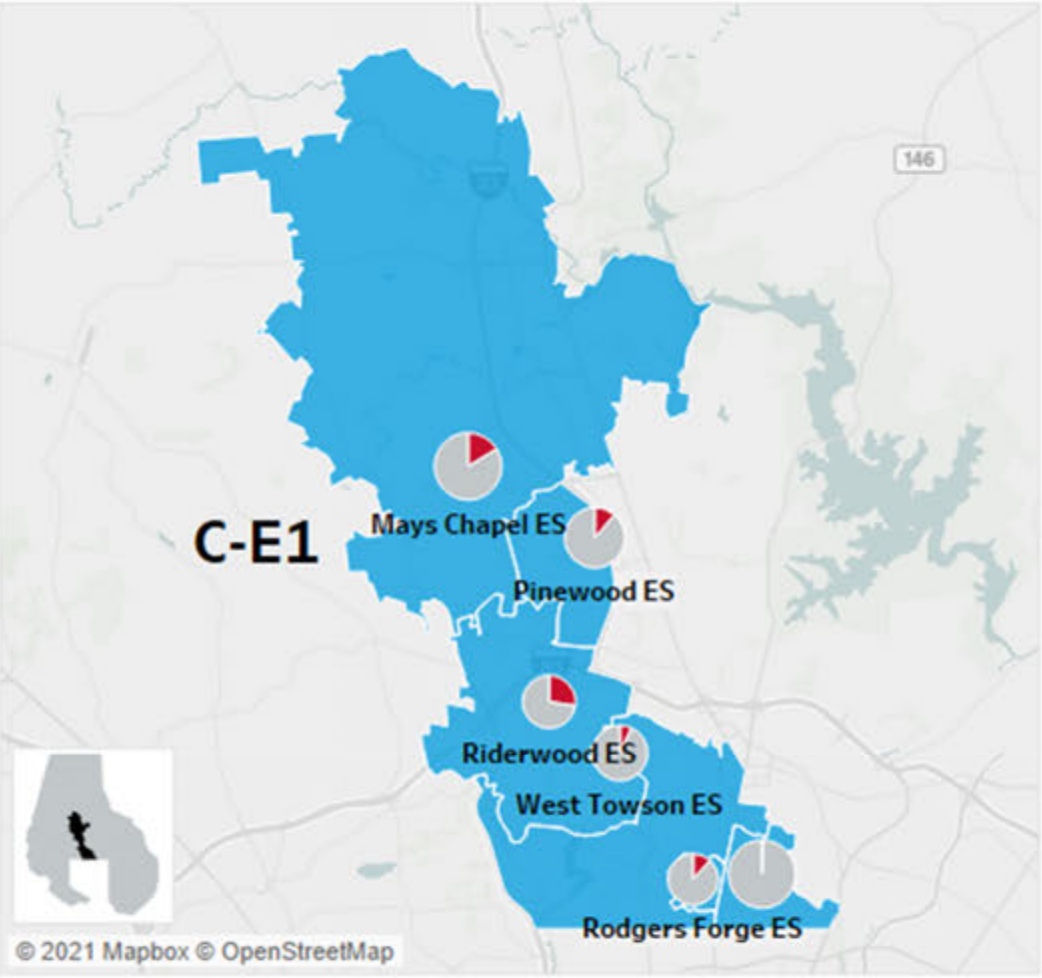 146
C-E1
Mays Chapel ES
Pinewood ES
Riderwood ES
West Towson ES
Rodgers Forge ES
© 2021 Mapbox © OpenStreetMap